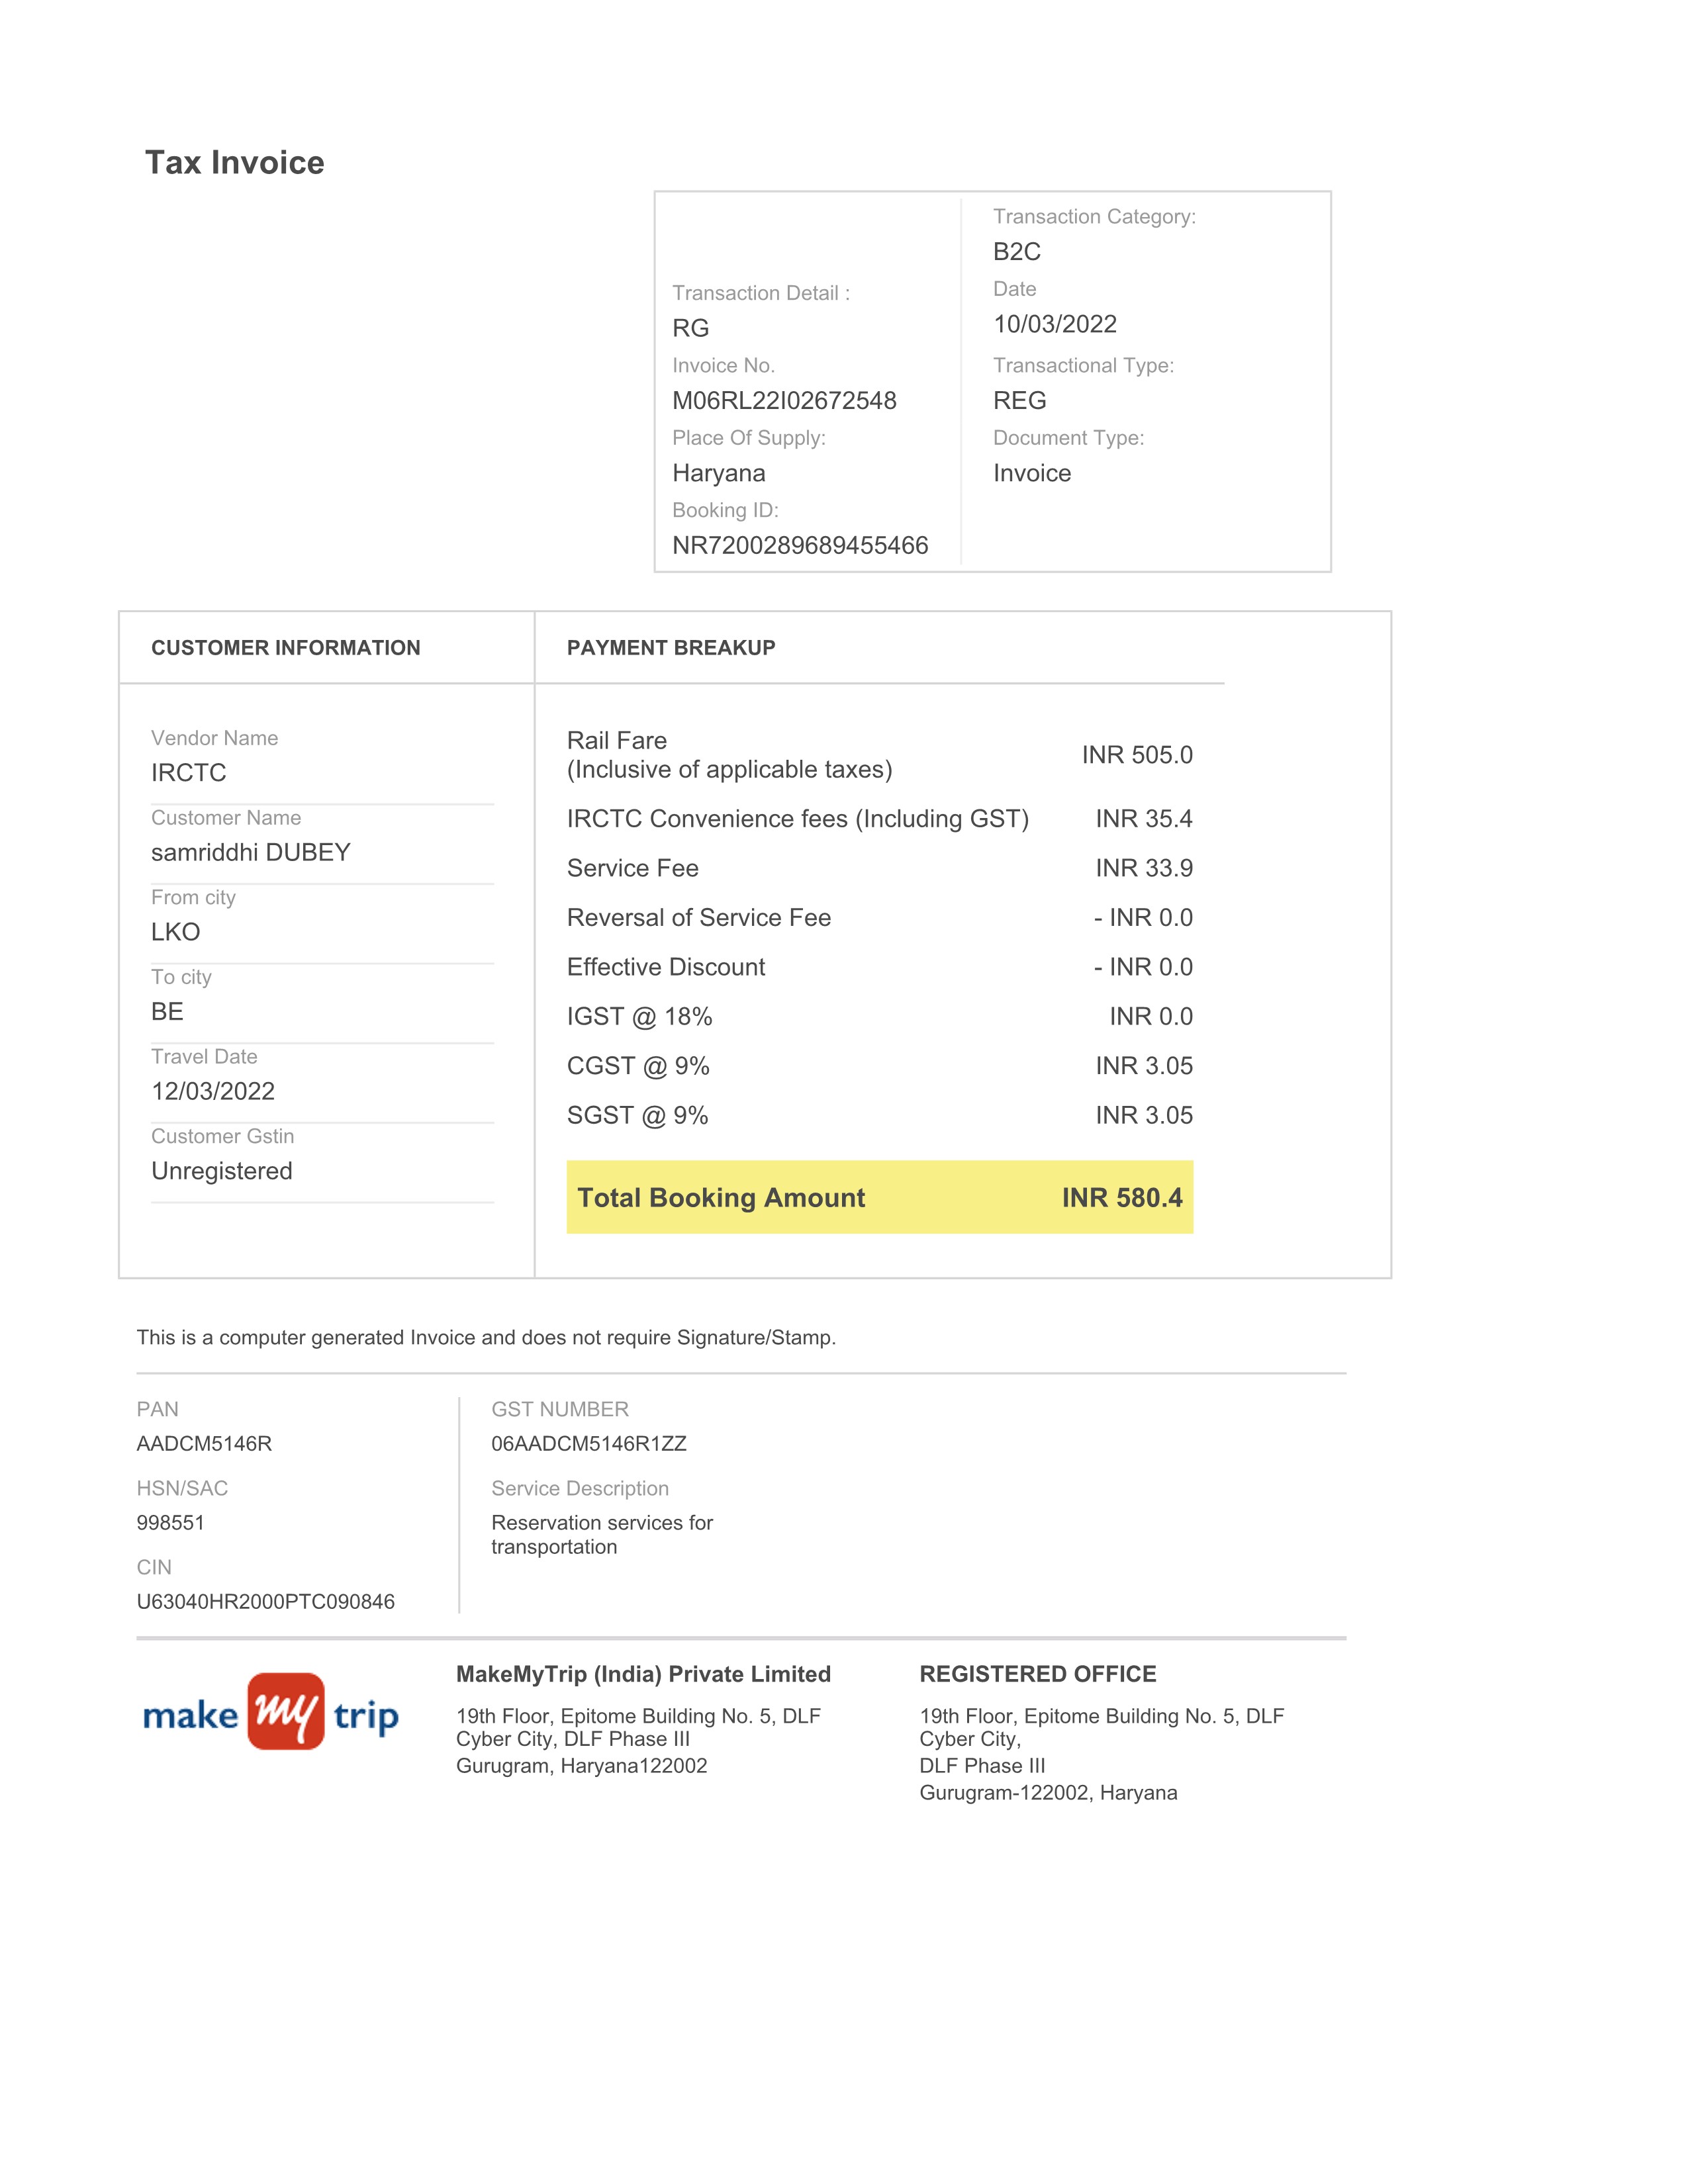 Tax Invoice
Transaction Detail :
RG
Invoice No.
M06RL22I02672548
Place Of Supply:
Haryana
Booking ID:
NR7200289689455466
Transaction Category:
B2C
Date
10/03/2022
Transactional Type:
REG
Document Type:
Invoice
CUSTOMER INFORMATION
Vendor Name
IRCTC
Customer Name
samriddhi DUBEY
From city
LKO
To city
BE
Travel Date
12/03/2022
Customer Gstin
Unregistered
PAYMENT BREAKUP
Rail Fare
(Inclusive of applicable taxes) INR 505.0
IRCTC Convenience fees (Including GST) INR 35.4
Service Fee INR 33.9
Reversal of Service Fee - INR 0.0
Effective Discount - INR 0.0
IGST @ 18% INR 0.0
CGST @ 9% INR 3.05
SGST @ 9% INR 3.05
Total Booking Amount INR 580.4
This is a computer generated Invoice and does not require Signature/Stamp.
PAN
AADCM5146R
HSN/SAC
998551
CIN
U63040HR2000PTC090846
GST NUMBER
06AADCM5146R1ZZ
Service Description
Reservation services for
transportation
make my trip
MakeMyTrip (India) Private Limited
19th Floor, Epitome Building No. 5, DLF
Cyber City, DLF Phase III
Gurugram, Haryana122002
REGISTERED OFFICE
19th Floor, Epitome Building No. 5, DLF
Cyber City,
DLF Phase III
Gurugram-122002, Haryana